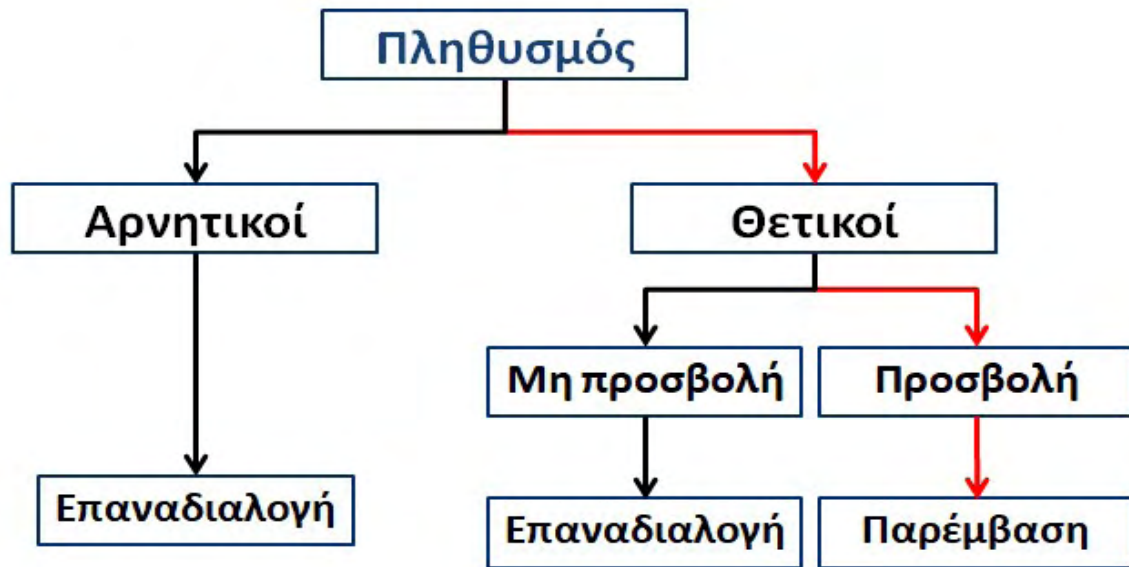 Πληθυσμός
Αρνητικοί
Θετικοί
Μη προσβολή
Προσβολή
Επαναδιαλογή
Επαναδιαλογή
Παρέμβαση